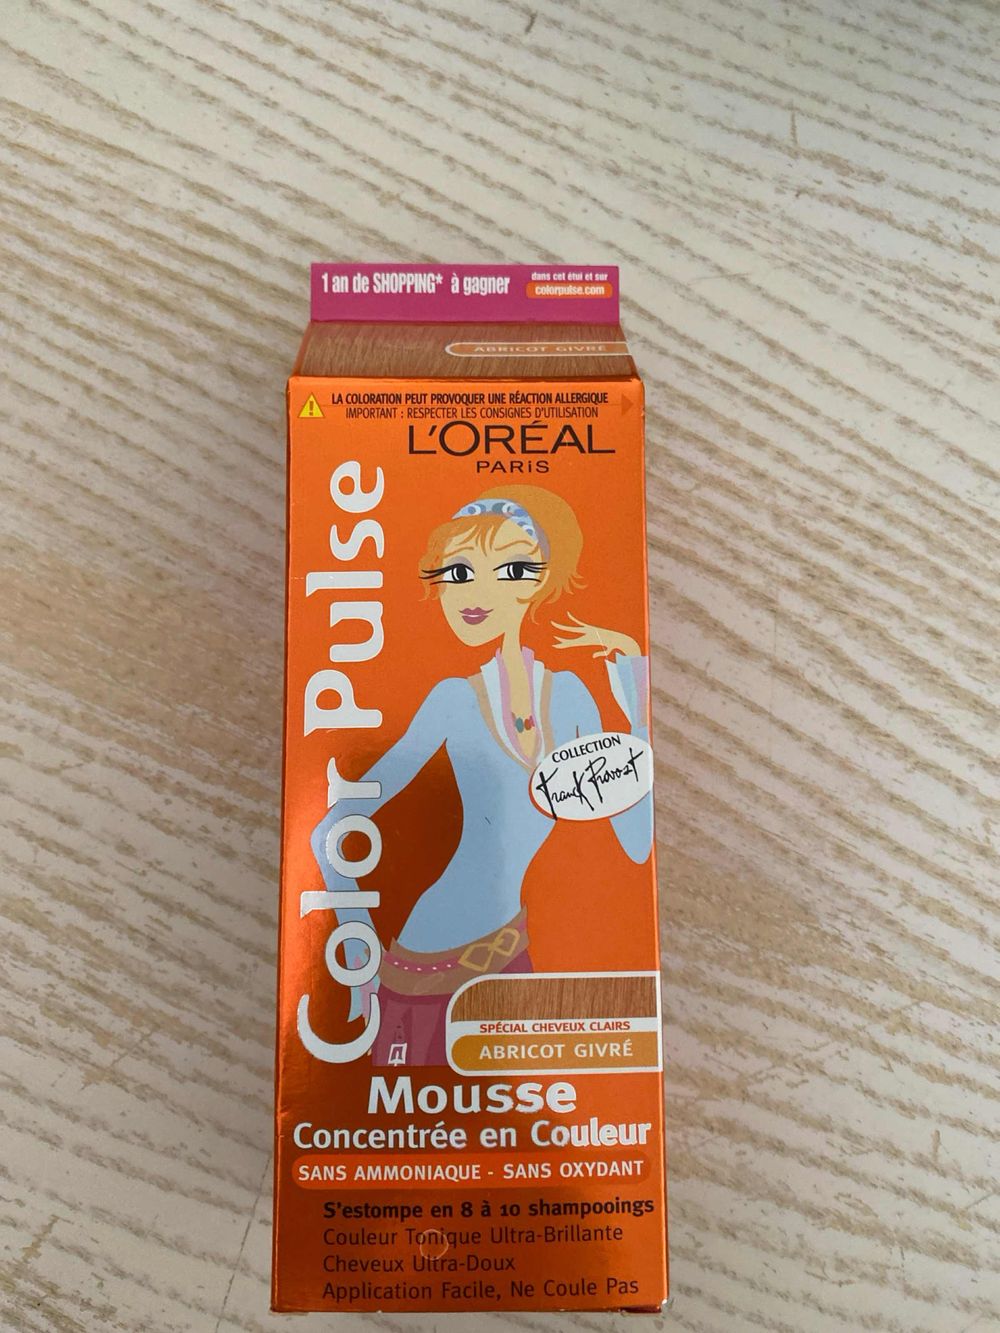 1 an de SHOPPING* à gagner
dans cet étui et sur
colorpulse.com
ABRICOT GIVRÉ
LA COLORATION PEUT PROVOQUER UNE RÉACTION ALLERGIQUE
IMPORTANT : RESPECTER LES CONSIGNES D'UTILISATION
L'ORÉAL
PARIS
Color Pulse
COLLECTION
Franck Provost
SPÉCIAL CHEVEUX CLAIRS
ABRICOT GIVRÉ
Mousse
Concentrée en Couleur
SANS AMMONIAQUE - SANS OXYDANT
S'estompe en 8 à 10 shampooings
Couleur Tonique Ultra-Brillante
Cheveux Ultra-Doux
Application Facile, Ne Coule Pas